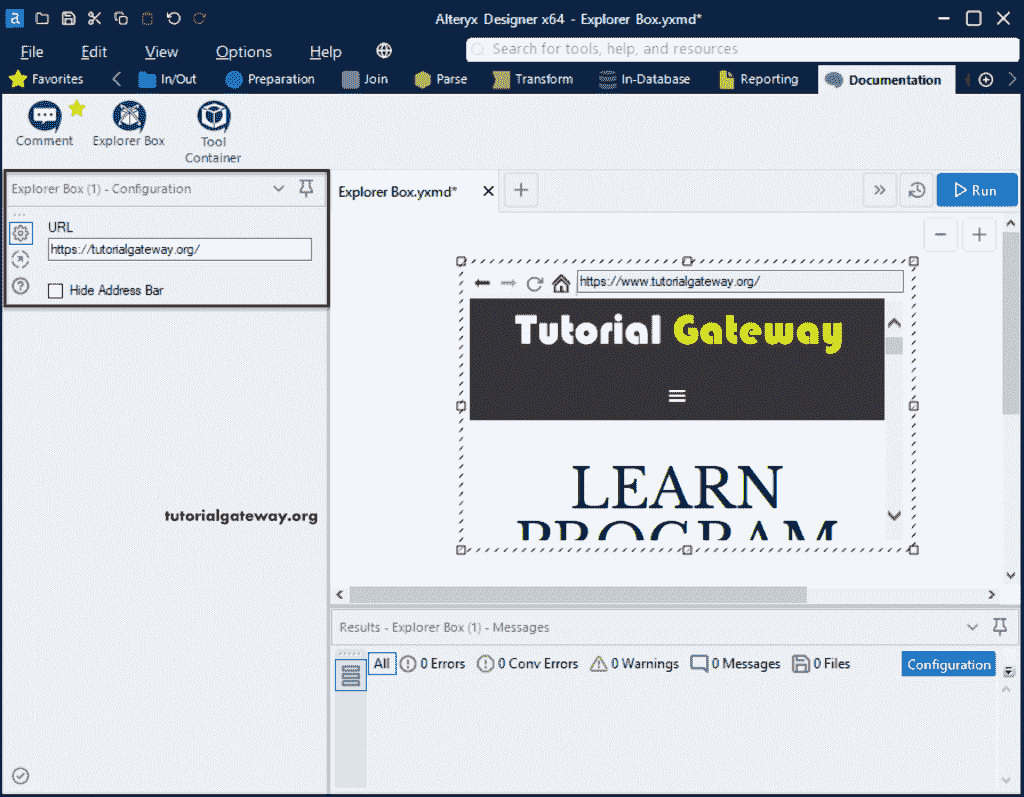 Alteryx Designer x64 - Explorer Box.yxmd*
File Edit View Options Help
Search for tools, help, and resources
Favorites In/Out Preparation Join Parse Transform In-Database Reporting Documentation
Comment Explorer Box Tool
Container
Explorer Box (1) - Configuration
URL
https://tutorialgateway.org/
Hide Address Bar
tutorialgateway.org
Explorer Box.yxmd*
Run
https://www.tutorialgateway.org/
Tutorial Gateway
LEARN
PROGRAM
Results - Explorer Box (1) - Messages
All 0 Errors 0 Conv Errors 0 Warnings 0 Messages 0 Files Configuration